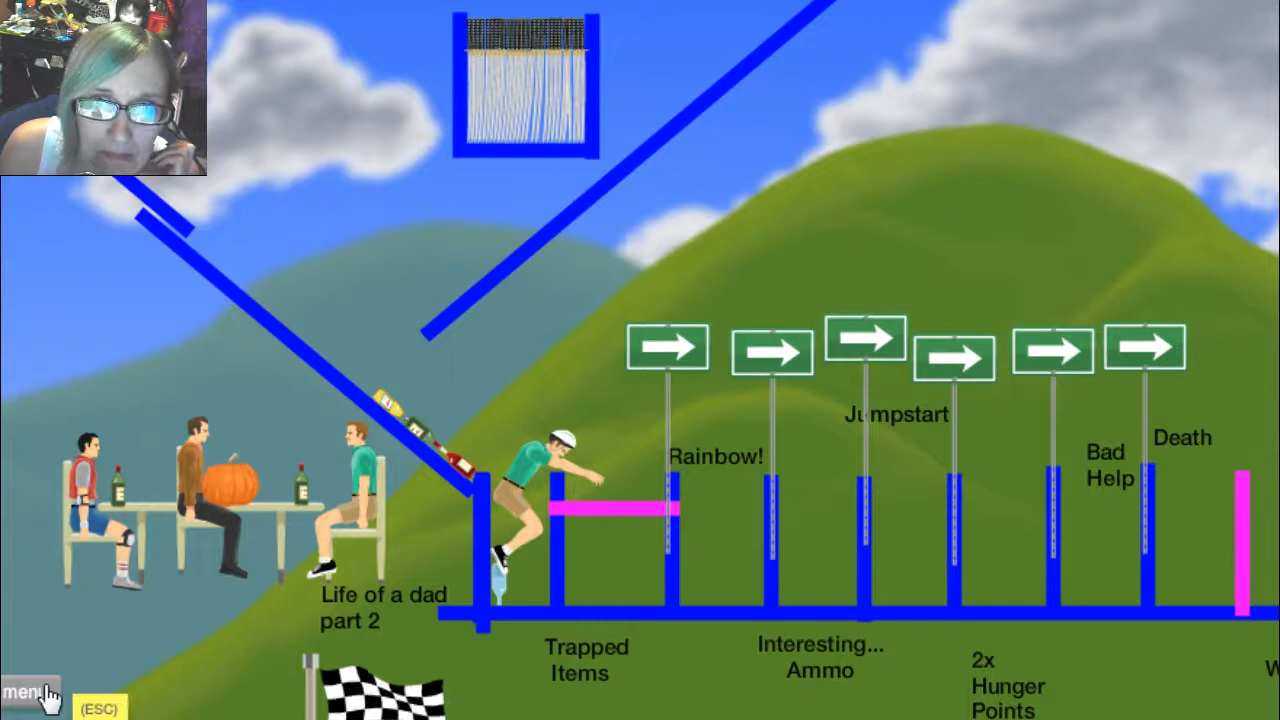 Jumpstart
Rainbow!
Death
Bad
Help
Life of a dad
part 2
Trapped
Items
Interesting...
Ammo
2x
Hunger
Points
menu
(ESC)